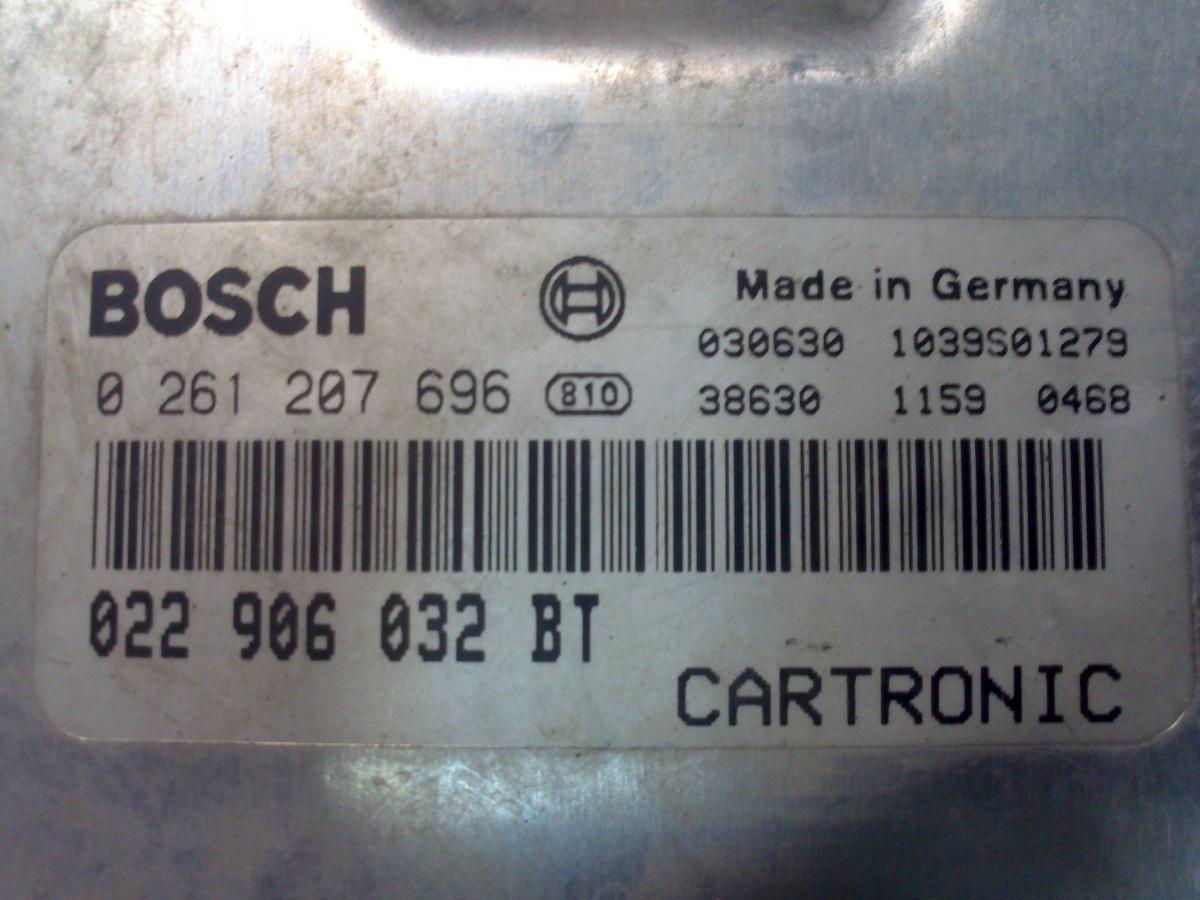 BOSCH
Made in Germany
030630 1039S01279
0 261 207 696 810 38630 1159 0468
022 906 032 BT
CARTRONIC